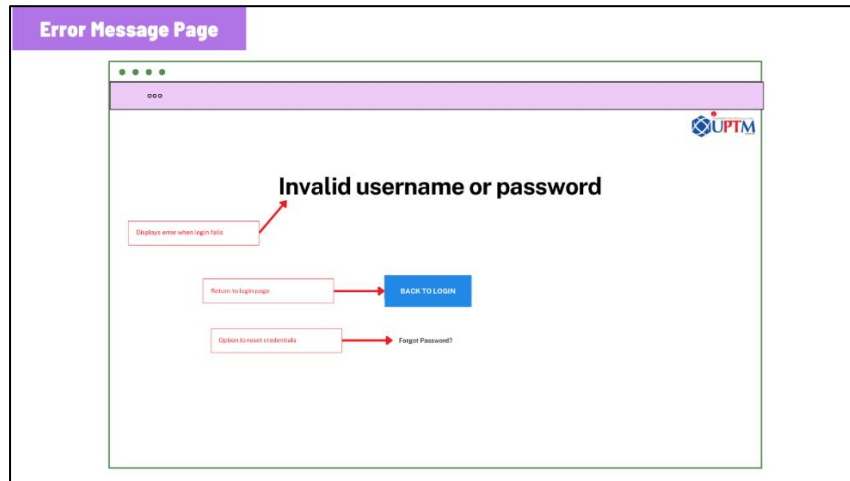 Error Message Page
UPTM
Invalid username or password
Displays error when login fails
Return to login page
BACK TO LOGIN
Option to reset credentials
Forgot Password?